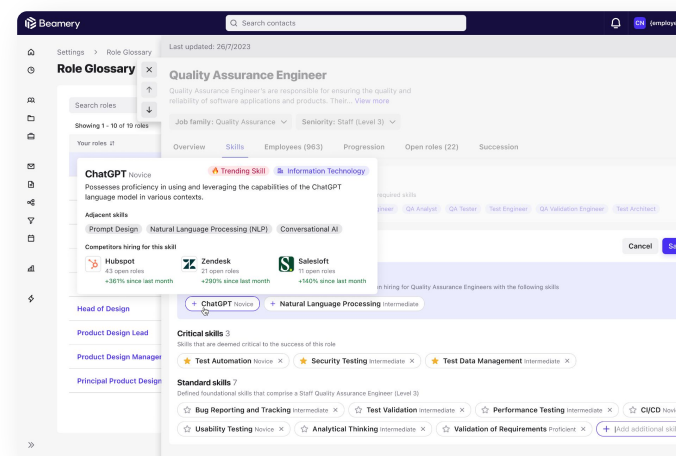 Beamery
Search contacts
CN
Settings > Role Glossary
Last updated: 26/7/2023
Role Glossary
Quality Assurance Engineer
Quality Assurance Engineer's are responsible for ensuring the quality and
reliability of software applications and products. Their... View more
Search roles
Job family: Quality Assurance
Seniority: Staff (Level 3)
Showing 1 - 10 of 19 roles
Your roles
Overview
Skills
Employees (963)
Progression
Open roles (22)
Succession
ChatGPT Novice
Trending Skill
Information Technology
Possesses proficiency in using and leveraging the capabilities of the ChatGPT
language model in various contexts.
Adjacent skills
Prompt Design
Natural Language Processing (NLP)
Conversational AI
Competitors hiring for this skill
Hubspot
43 open roles
+361% since last month
Zendesk
21 open roles
+290% since last month
Salesloft
11 open roles
+140% since last month
required skills
QA Analyst
QA Tester
Test Engineer
QA Validation Engineer
Test Architect
Cancel
hiring for Quality Assurance Engineers with the following skills
+ ChatGPT Novice
+ Natural Language Processing Intermediate
Head of Design
Product Design Lead
Product Design Manager
Principal Product Design
Critical skills 3
Skills that are deemed critical to the success of this role
Test Automation Novice ×
Security Testing Intermediate ×
Test Data Management Intermediate ×
Standard skills 7
Defined foundational skills that comprise a Staff Quality Assurance Engineer (Level 3)
Bug Reporting and Tracking Intermediate ×
Test Validation Intermediate ×
Performance Testing Intermediate ×
CI/CD
Usability Testing Novice ×
Analytical Thinking Intermediate ×
Validation of Requirements Proficient ×
+ Add additional